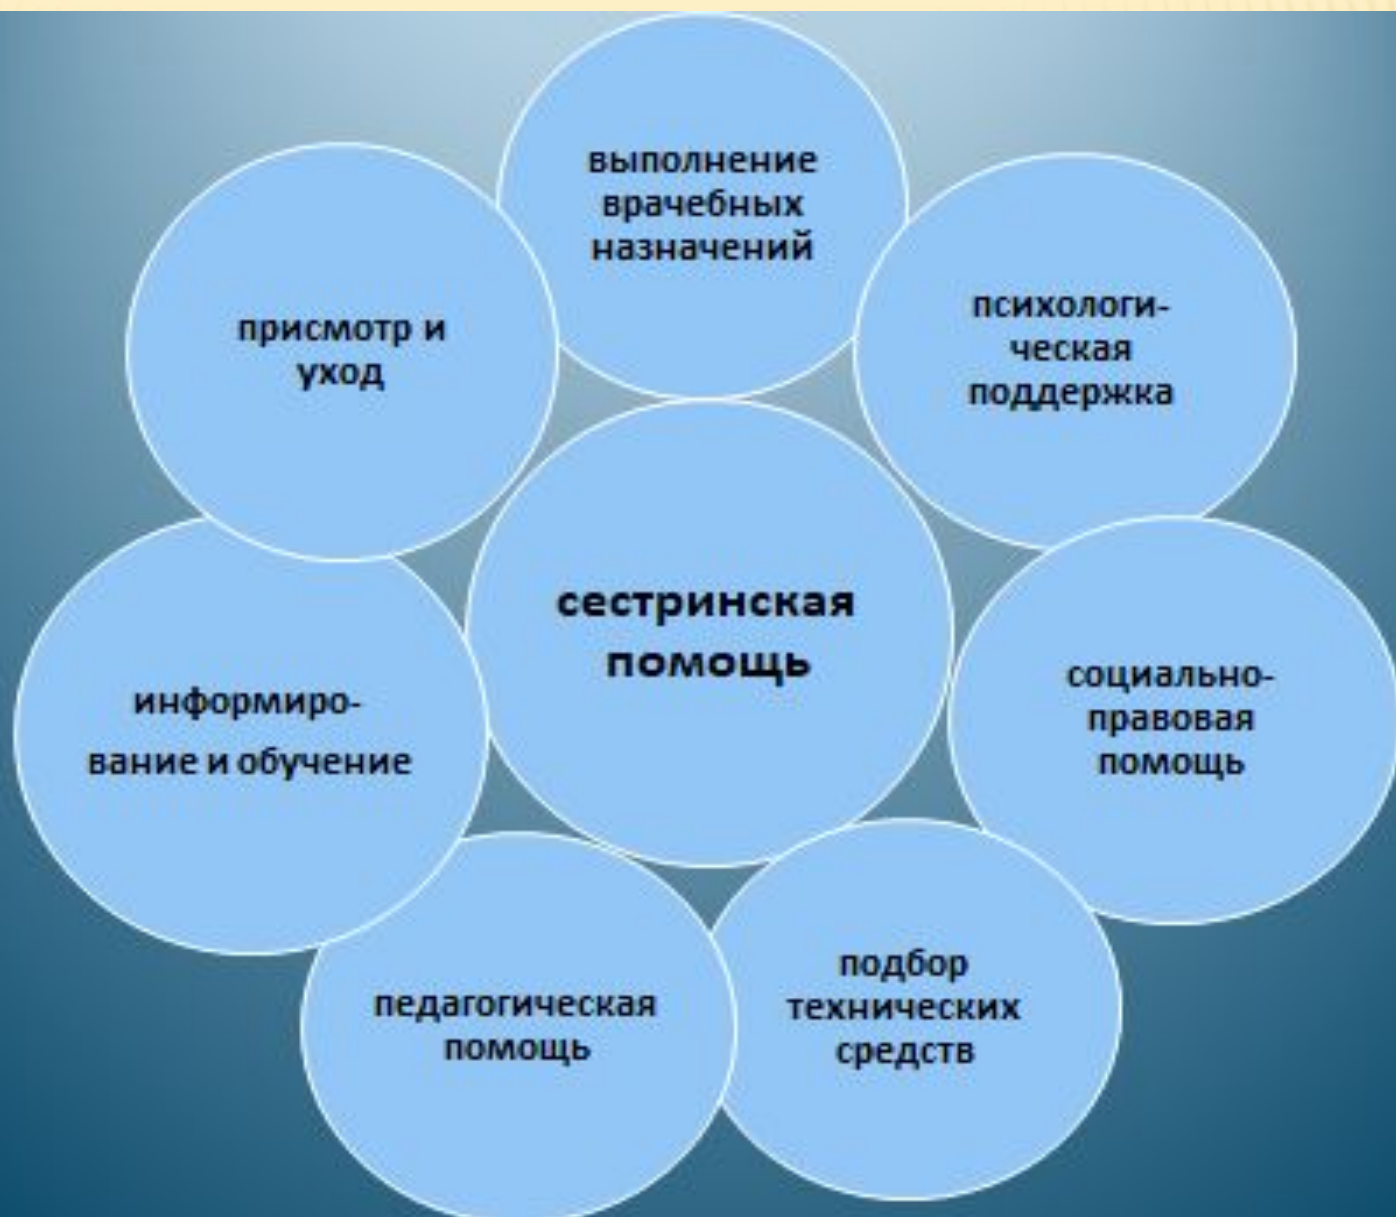 выполнение
врачебных
назначений
психологи-
ческая
поддержка
социально-
правовая
помощь
подбор
технических
средств
педагогическая
помощь
информиро-
вание и обучение
присмотр и
уход
сестринская
помощь